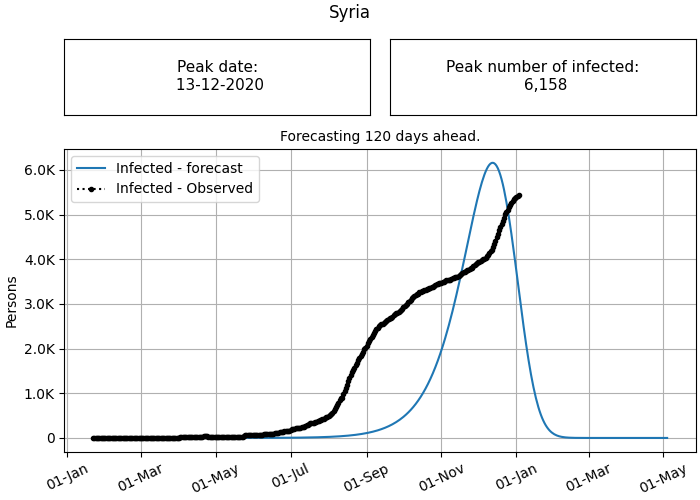 Syria
Peak date:
13-12-2020
Peak number of infected:
6,158
Forecasting 120 days ahead.
Infected - forecast
Infected - Observed
Persons
6.0K
5.0K
4.0K
3.0K
2.0K
1.0K
0
01-Jan
01-Mar
01-May
01-Jul
01-Sep
01-Nov
01-Jan
01-Mar
01-May